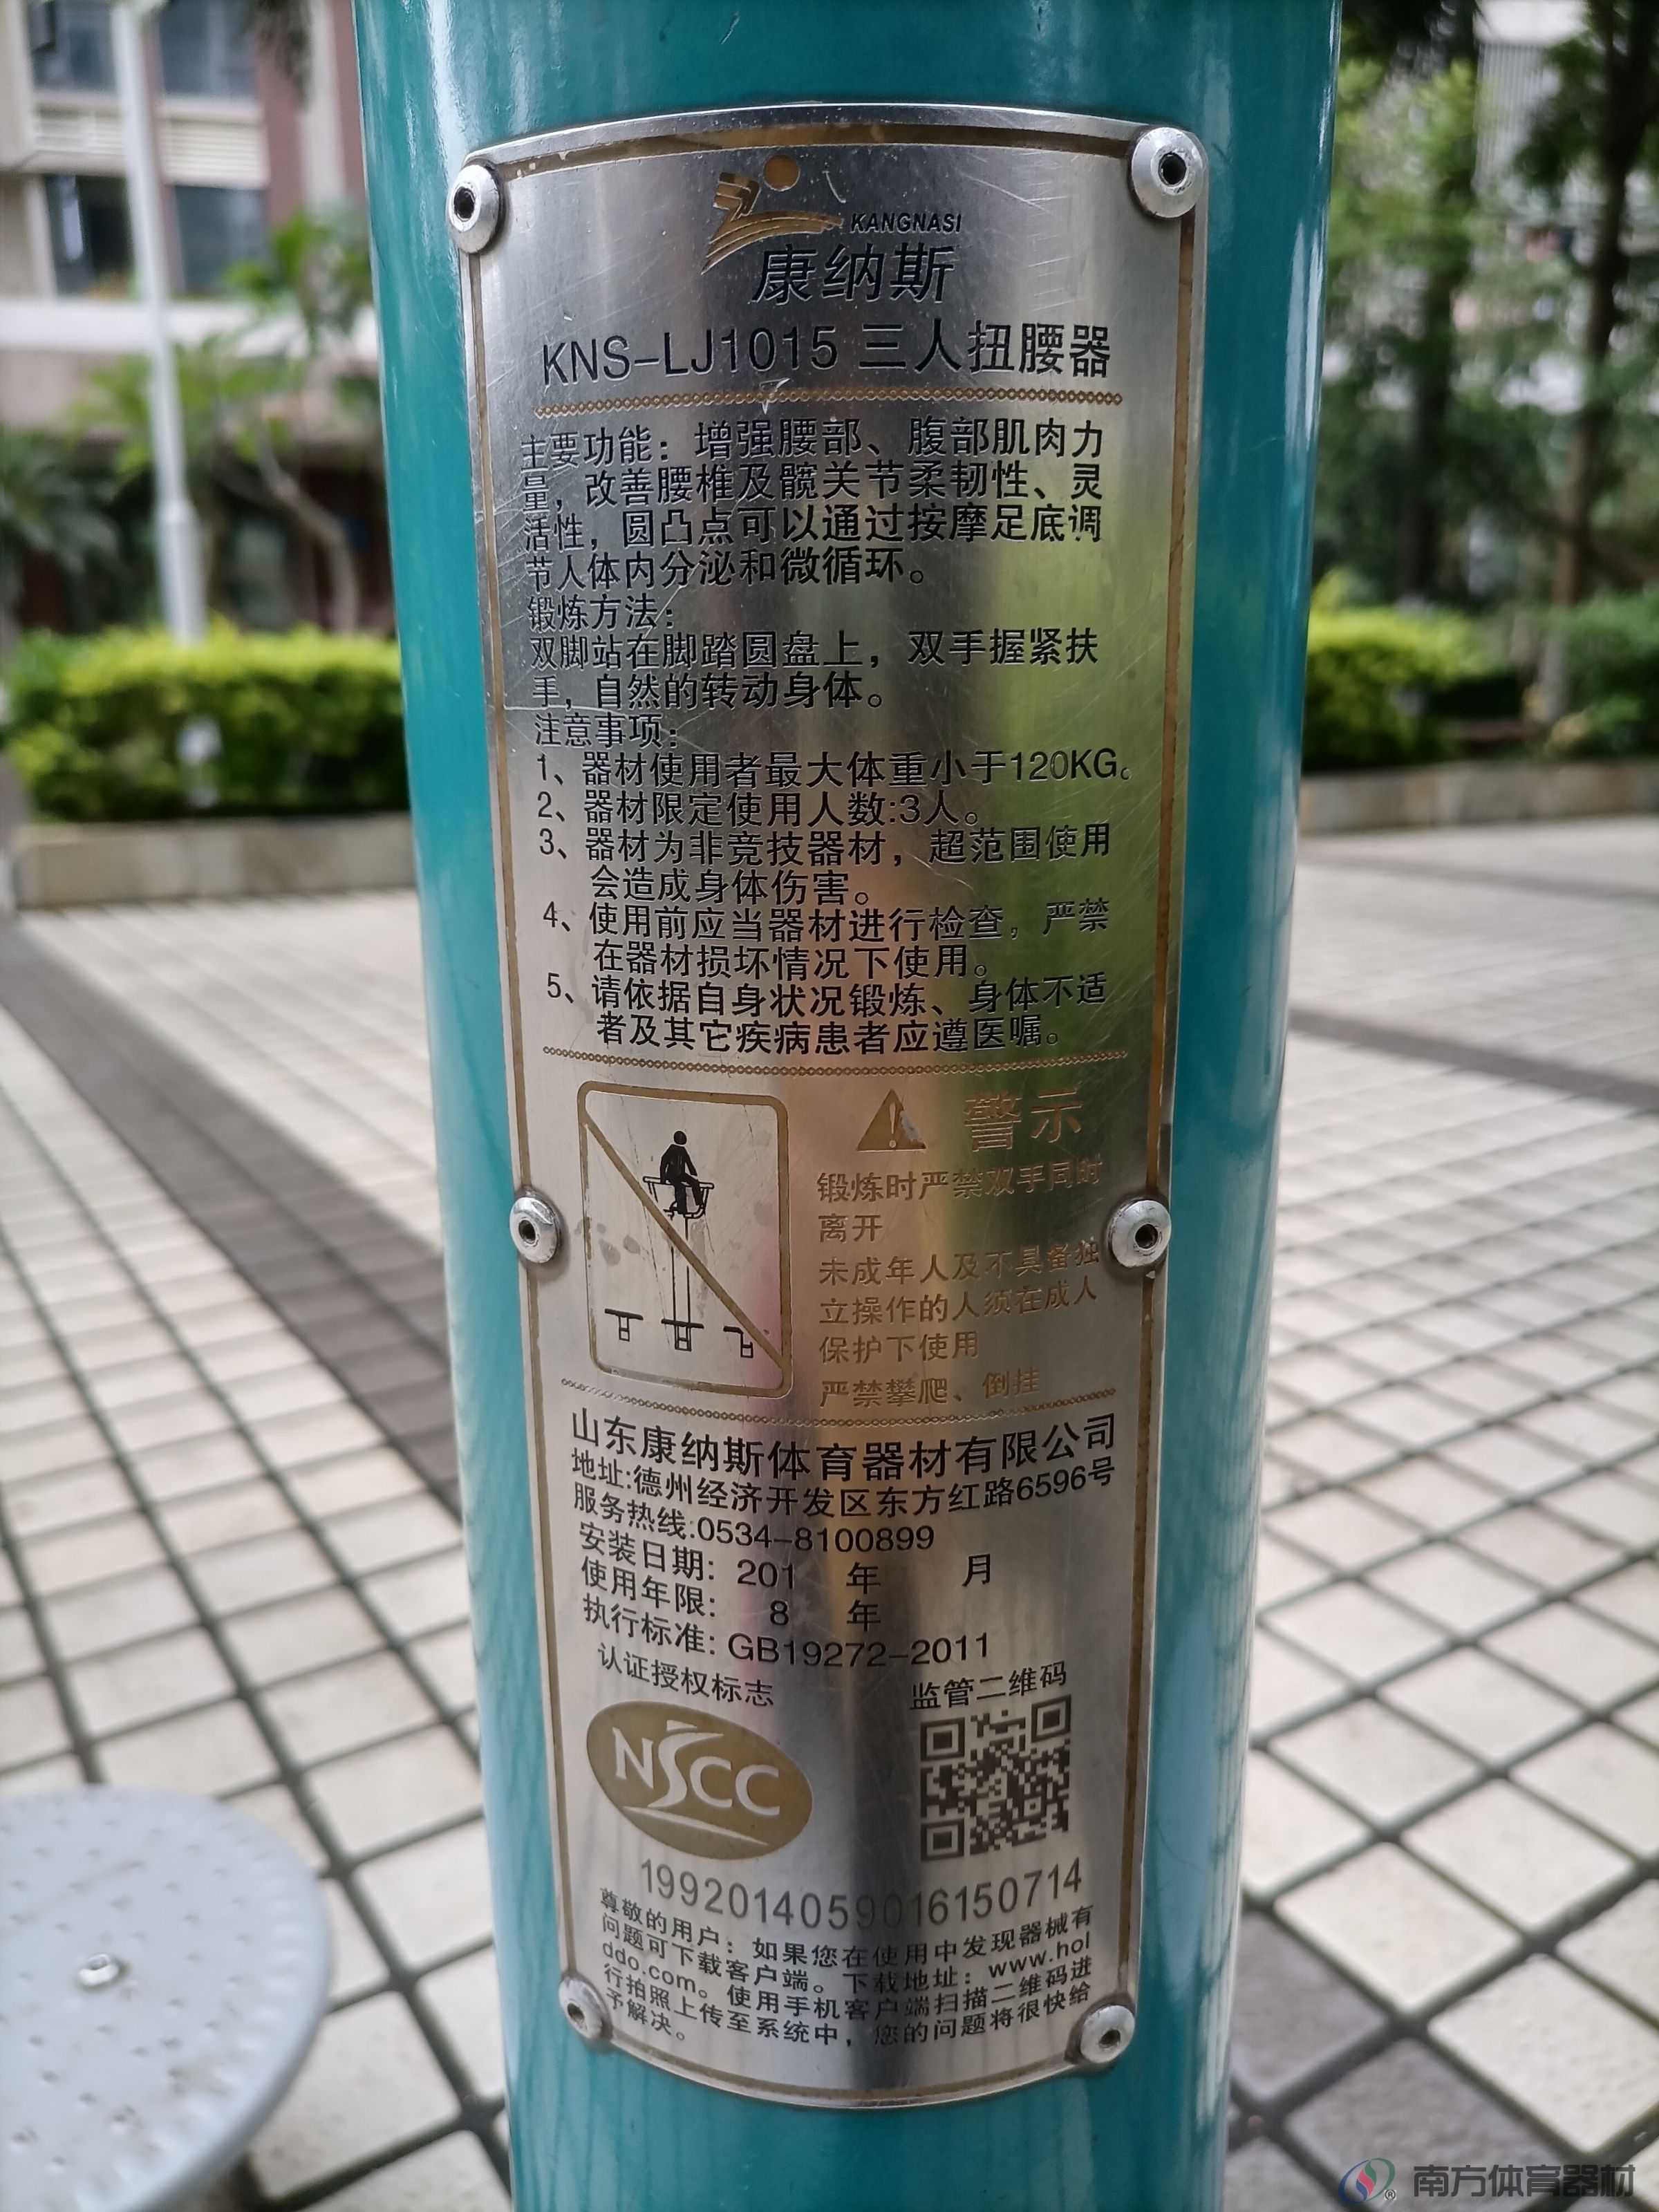 KANGNASI
康纳斯
KNS-LJ1015 三人扭腰器
主要功能：增强腰部、腹部肌肉力
量，改善腰椎及髋关节柔韧性、灵
活性，圆凸点可以通过按摩足底调
节人体内分泌和微循环。
锻炼方法：
双脚站在脚踏圆盘上，双手握紧扶
手，自然的转动身体。
注意事项：
1、器材使用者最大体重小于120KG。
2、器材限定使用人数:3人。
3、器材为非竞技器材，超范围使用
会造成身体伤害。
4、使用前应当器材进行检查，严禁
在器材损坏情况下使用。
5、请依据自身状况锻炼、身体不适
者及其它疾病患者应遵医嘱。
警示
锻炼时严禁双手同时
离开
未成年人及不具备独
立操作的人须在成人
保护下使用
严禁攀爬、倒挂
山东康纳斯体育器材有限公司
地址:德州经济开发区东方红路6596号
服务热线:0534-8100899
安装日期: 201 年 月
使用年限: 8 年
执行标准: GB19272-2011
认证授权标志 监管二维码
NSCC
1992014059016150714
尊敬的用户：如果您在使用中发现器械有
问题可下载客户端。下载地址：www.hol
ddo.com。使用手机客户端扫描二维码进
行拍照上传至系统中，您的问题将很快给
予解决。
南方体育器材